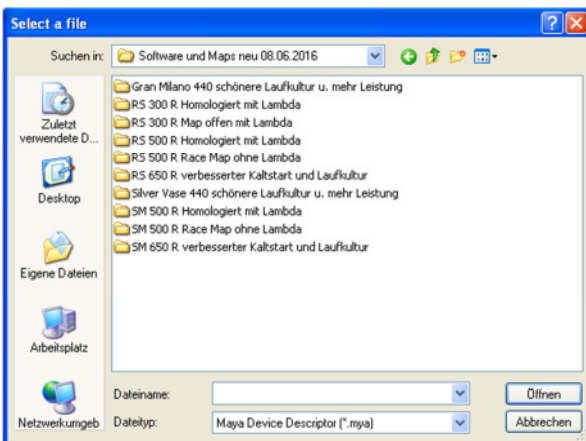 Select a file
Suchen in:
Software und Maps neu 08.06.2016
Zuletzt
verwendete D...
Desktop
Eigene Dateien
Arbeitsplatz
Netzwerkumgeb
Gran Milano 440 schönere Laufkultur u. mehr Leistung
RS 300 R Homologiert mit Lambda
RS 300 R Map offen mit Lambda
RS 500 R Homologiert mit Lambda
RS 500 R Race Map ohne Lambda
RS 650 R verbesserter Kaltstart und Laufkultur
Silver Vase 440 schönere Laufkultur u. mehr Leistung
SM 500 R Homologiert mit Lambda
SM 500 R Race Map ohne Lambda
SM 650 R verbesserter Kaltstart und Laufkultur
Dateiname:
Öffnen
Dateityp:
Maya Device Descriptor (*.mya)
Abbrechen